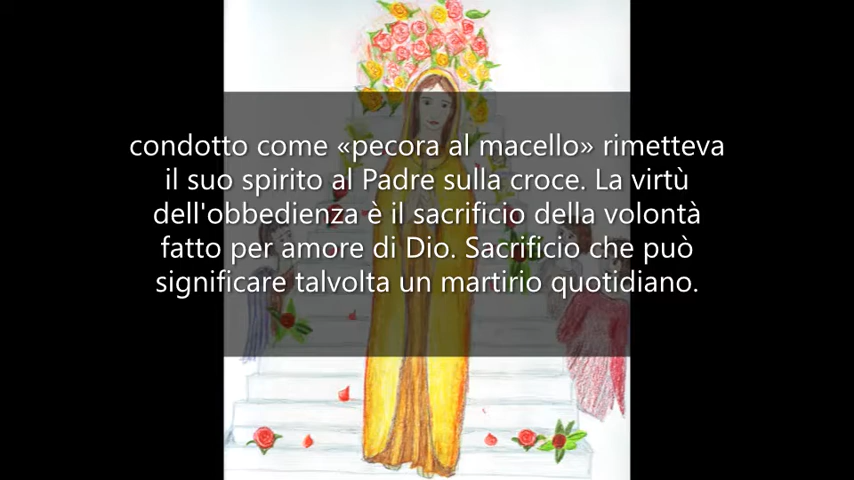 condotto come «pecora al macello» rimetteva
il suo spirito al Padre sulla croce. La virtù
dell'obbedienza è il sacrificio della volontà
fatto per amore di Dio. Sacrificio che può
significare talvolta un martirio quotidiano.